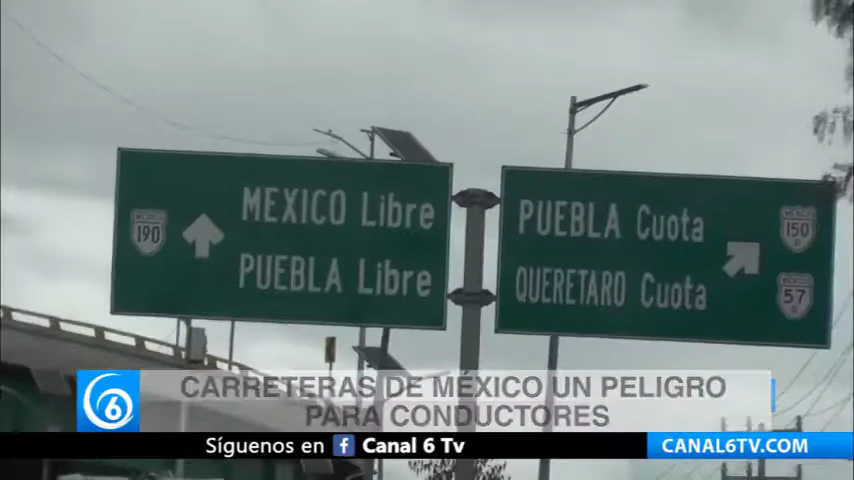 MEXICO
190
MEXICO Libre
PUEBLA Libre
PUEBLA Cuota
QUERETARO Cuota
MEXICO
150
D
MEXICO
57
D
6
CARRETERAS DE MÉXICO UN PELIGRO
PARA CONDUCTORES
Síguenos en f Canal 6 Tv
CANAL6TV.COM